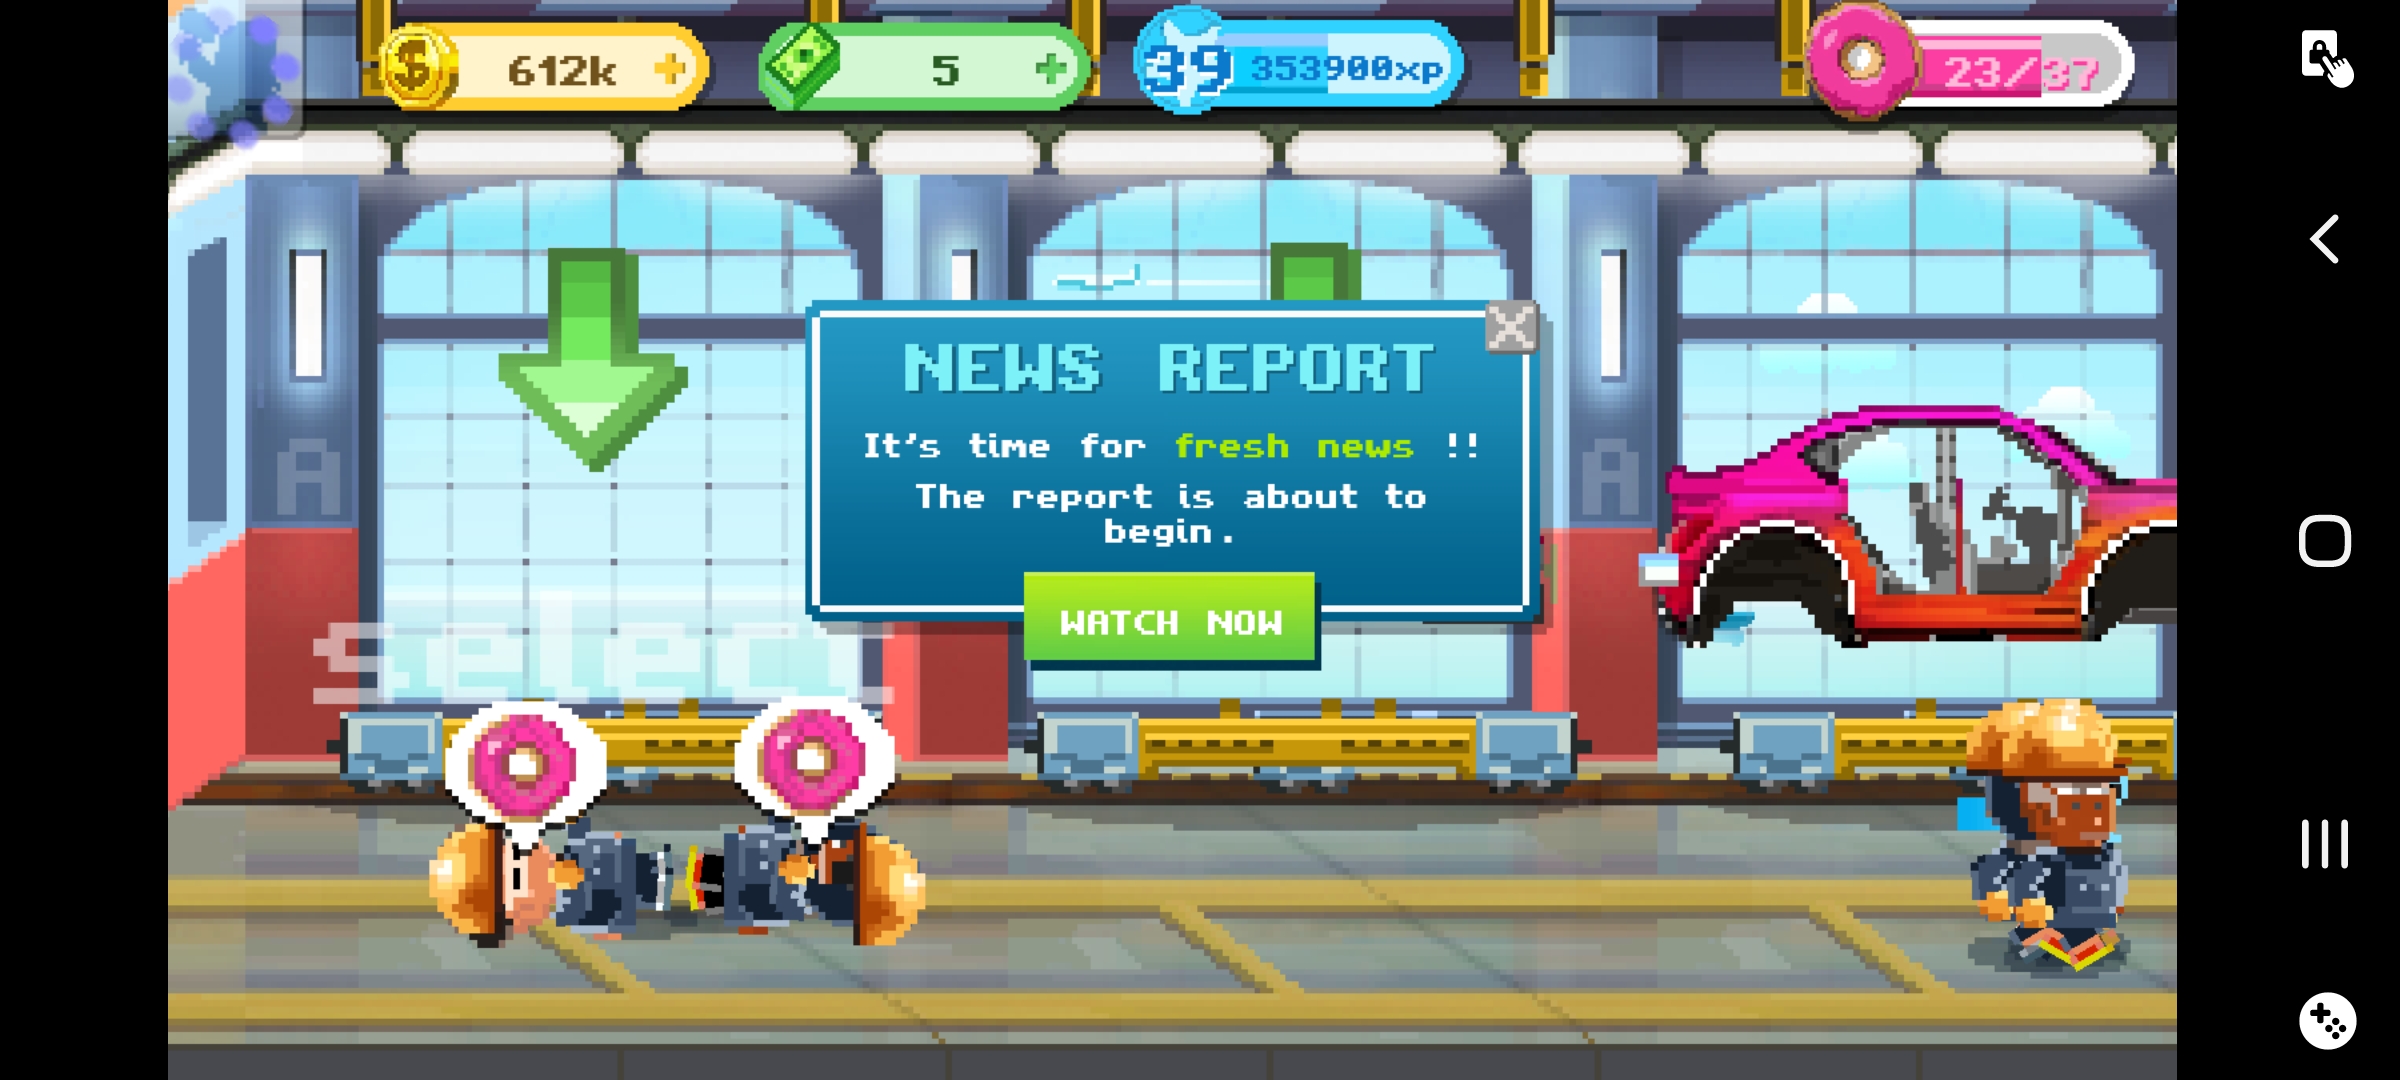 612k
5
39 353900xp
23/37
NEWS REPORT
It's time for fresh news !!
The report is about to
begin.
WATCH NOW
Select
A
A